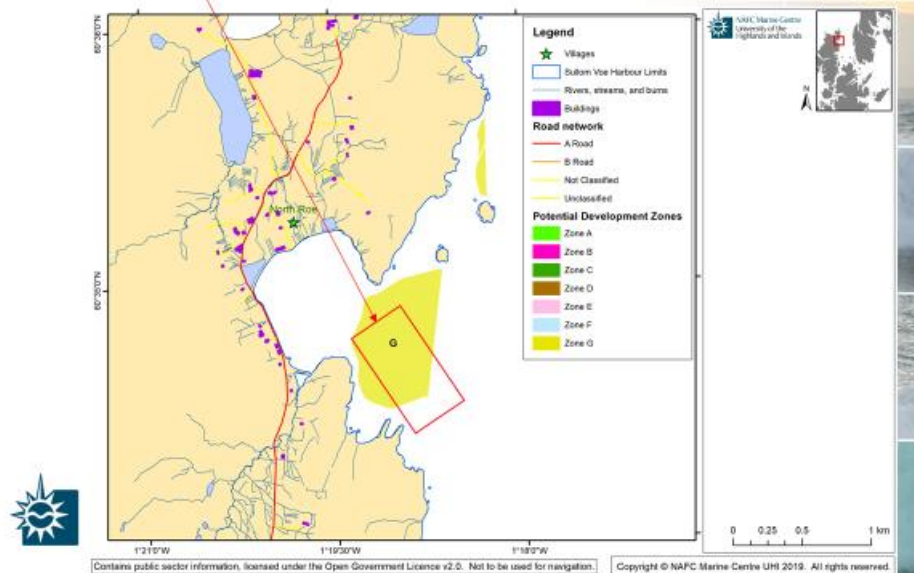 NAFC Marine Centre
University of the
Highlands and Islands
N
Legend
Villages
Sullom Voe Harbour Limits
Rivers, streams, and burns
Buildings
Road network
A Road
B Road
Not Classified
Unclassified
Potential Development Zones
Zone A
Zone B
Zone C
Zone D
Zone E
Zone F
Zone G
60°36'0"N
North Roe
60°35'0"N
G
1°21'0"W
1°19'30"W
1°18'0"W
0 0.25 0.5 1 km
Contains public sector information, licensed under the Open Government Licence v2.0. Not to be used for navigation.
Copyright © NAFC Marine Centre UHI 2019. All rights reserved.